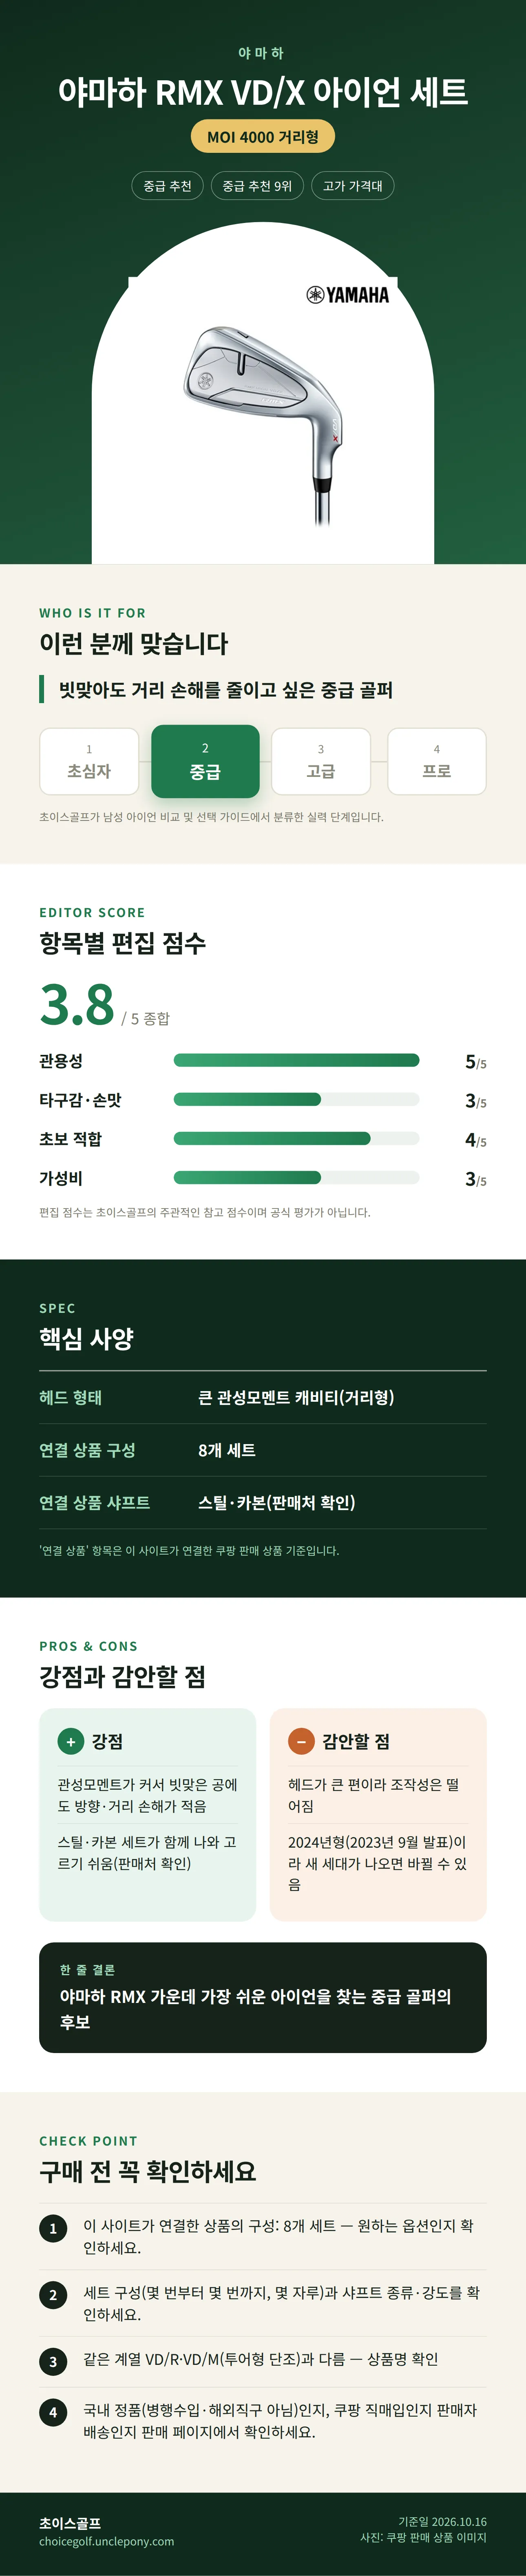 야마하
야마하 RMX VD/X 아이언 세트
MOI 4000 거리형
중급 추천
중급 추천 9위
고가 가격대
YAMAHA
WHO IS IT FOR
이런 분께 맞습니다
빗맞아도 거리 손해를 줄이고 싶은 중급 골퍼
1
초심자
2
중급
3
고급
4
프로
초이스골프가 남성 아이언 비교 및 선택 가이드에서 분류한 실력 단계입니다.
EDITOR SCORE
항목별 편집 점수
3.8 / 5 종합
관용성 5/5
타구감·손맛 3/5
초보 적합 4/5
가성비 3/5
편집 점수는 초이스골프의 주관적인 참고 점수이며 공식 평가가 아닙니다.
SPEC
핵심 사양
헤드 형태 큰 관성모멘트 캐비티(거리형)
연결 상품 구성 8개 세트
연결 상품 샤프트 스틸·카본(판매처 확인)
'연결 상품' 항목은 이 사이트가 연결한 쿠팡 판매 상품 기준입니다.
PROS & CONS
강점과 감안할 점
+ 강점
관성모멘트가 커서 빗맞은 공에
도 방향·거리 손해가 적음
스틸·카본 세트가 함께 나와 고
르기 쉬움(판매처 확인)
− 감안할 점
헤드가 큰 편이라 조작성은 떨
어짐
2024년형(2023년 9월 발표)이
라 새 세대가 나오면 바뀔 수 있
음
한 줄 결론
야마하 RMX 가운데 가장 쉬운 아이언을 찾는 중급 골퍼의
후보
CHECK POINT
구매 전 꼭 확인하세요
1 이 사이트가 연결한 상품의 구성: 8개 세트 — 원하는 옵션인지 확
인하세요.
2 세트 구성(몇 번부터 몇 번까지, 몇 자루)과 샤프트 종류·강도를 확
인하세요.
3 같은 계열 VD/R·VD/M(투어형 단조)과 다름 — 상품명 확인
4 국내 정품(병행수입·해외직구 아님)인지, 쿠팡 직매입인지 판매자
배송인지 판매 페이지에서 확인하세요.
초이스골프
choicegolf.unclepony.com
기준일 2026.10.16
사진: 쿠팡 판매 상품 이미지